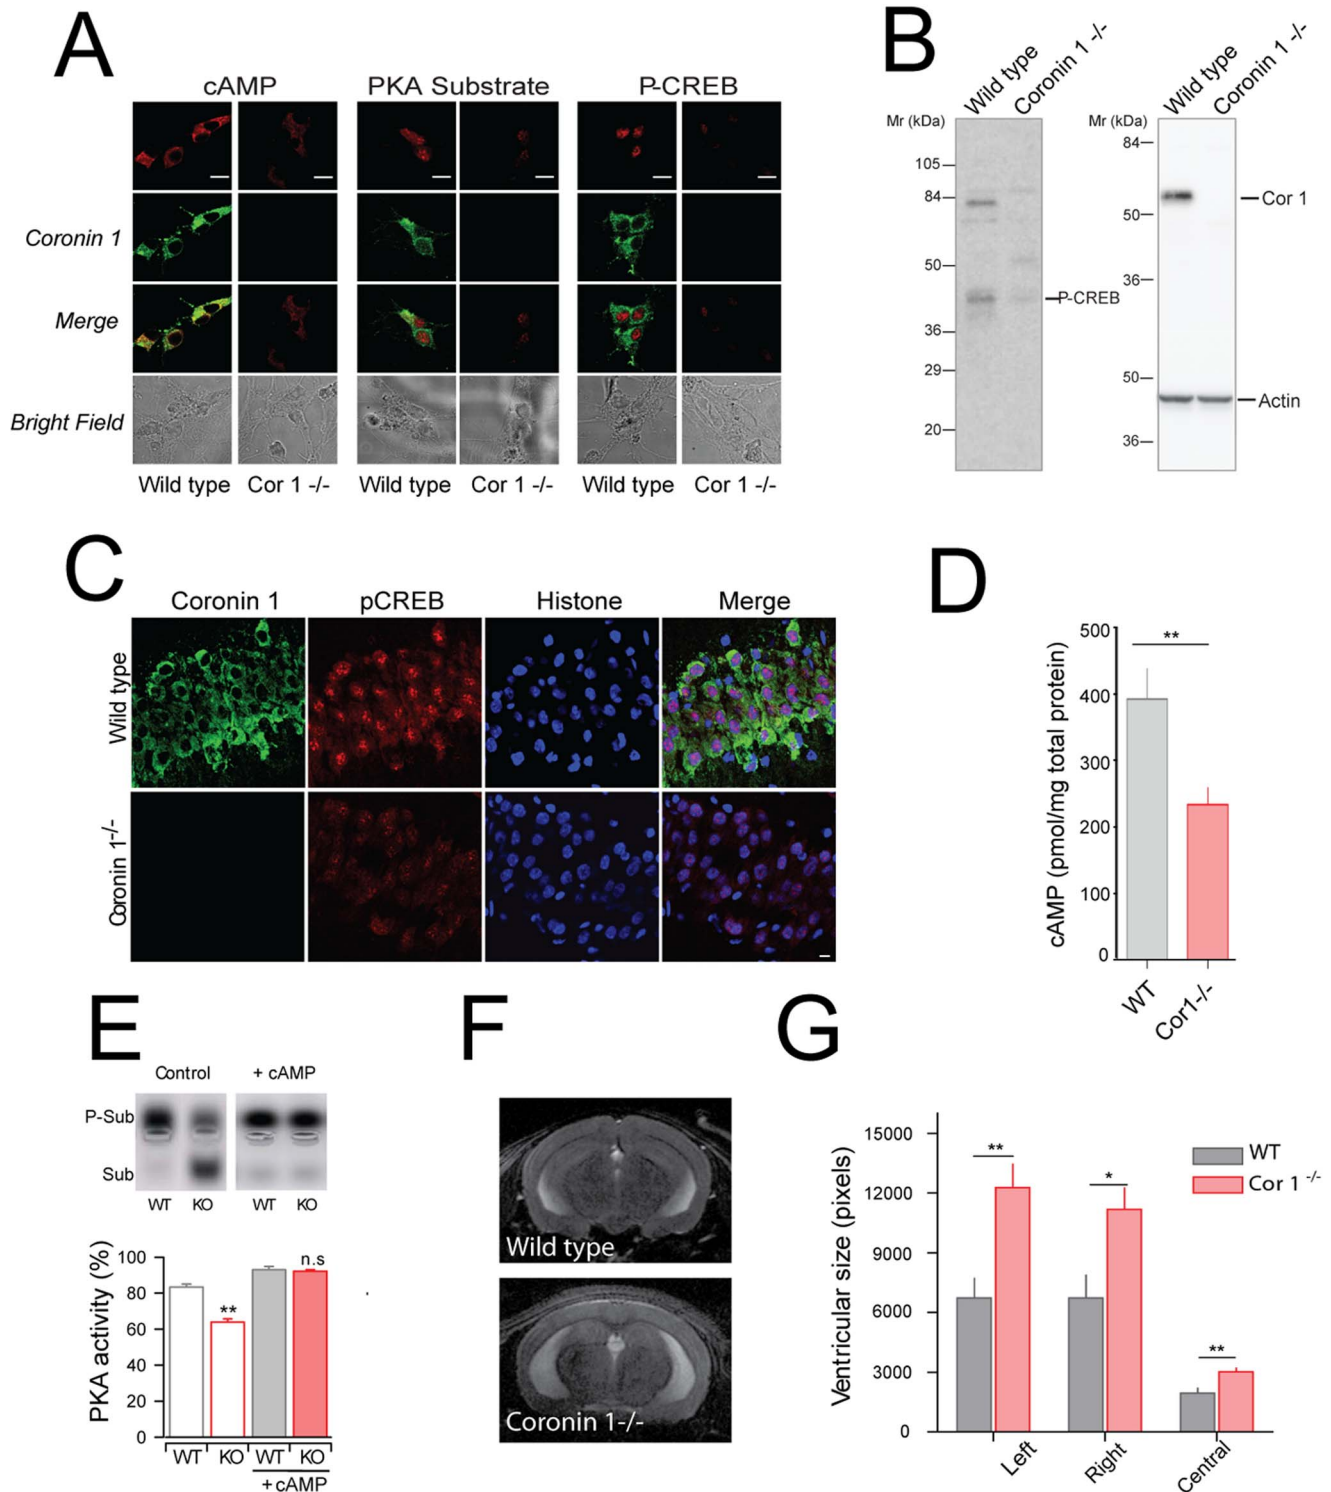 A
cAMP PKA Substrate P-CREB
Coronin 1
Merge
Bright Field
Wild type Cor 1 -/- Wild type Cor 1 -/- Wild type Cor 1 -/-
B
Wild type Coronin 1 -/-
Mr (kDa)
105
84
50
36
29
20
P-CREB
Wild type Coronin 1 -/-
Mr (kDa)
84
50
36
50
36
Cor 1
Actin
C
Coronin 1 pCREB Histone Merge
Wild type
Coronin 1-/-
D
cAMP (pmol/mg total protein)
500
400
300
200
100
0
**
WT Cor1-/-
E
Control + cAMP
P-Sub
Sub
WT KO WT KO
PKA activity (%)
100
80
60
40
20
0
**
n.s
WT KO WT KO
+ cAMP
F
Wild type
Coronin 1-/-
G
Ventricular size (pixels)
15000
12000
9000
6000
3000
0
**
*
**
WT
Cor 1 -/-
Left Right Central